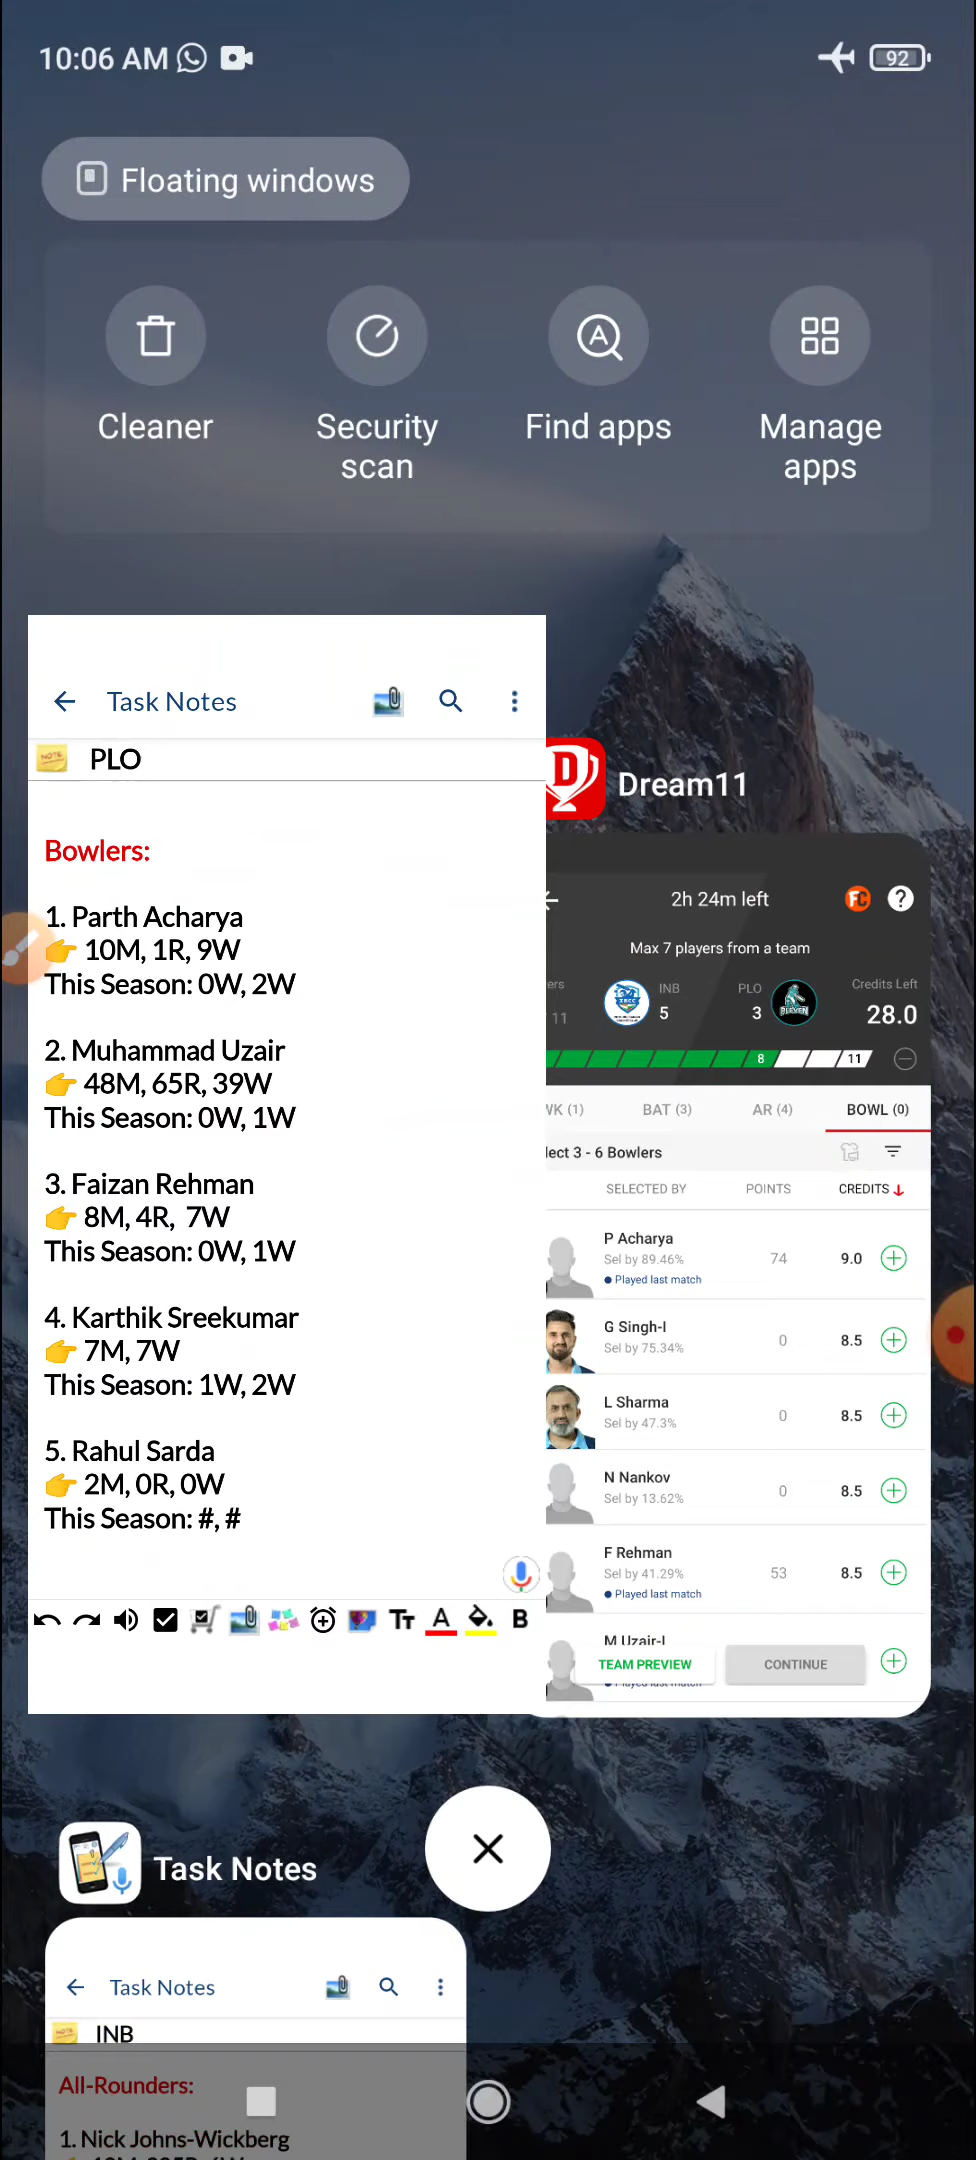 10:06 AM
92
Floating windows
Cleaner
Security scan
Find apps
Manage apps
Task Notes
NOTE
PLO
Bowlers:
1. Parth Acharya
👉 10M, 1R, 9W
This Season: 0W, 2W
2. Muhammad Uzair
👉 48M, 65R, 39W
This Season: 0W, 1W
3. Faizan Rehman
👉 8M, 4R, 7W
This Season: 0W, 1W
4. Karthik Sreekumar
👉 7M, 7W
This Season: 1W, 2W
5. Rahul Sarda
👉 2M, 0R, 0W
This Season: #, #
TT A B
D Dream11
2h 24m left
FC ?
Max 7 players from a team
ers
11
INB
5
PLO
3
Credits Left
28.0
8 11
WK (1) BAT (3) AR (4) BOWL (0)
lect 3 - 6 Bowlers
SELECTED BY POINTS CREDITS ↓
P Acharya
Sel by 89.46%
Played last match
74 9.0
G Singh-I
Sel by 75.34%
0 8.5
L Sharma
Sel by 47.3%
0 8.5
N Nankov
Sel by 13.62%
0 8.5
F Rehman
Sel by 41.29%
Played last match
53 8.5
M Uzair-I
TEAM PREVIEW CONTINUE
Task Notes
Task Notes
NOTE
INB
All-Rounders:
1. Nick Johns-Wickberg